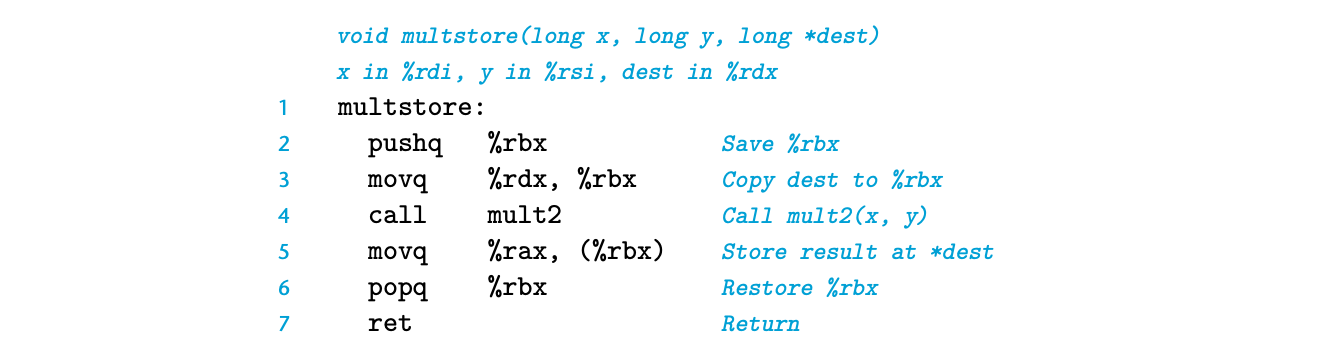 void multstore(long x, long y, long *dest)
x in %rdi, y in %rsi, dest in %rdx
1 multstore:
2 pushq %rbx Save %rbx
3 movq %rdx, %rbx Copy dest to %rbx
4 call mult2 Call mult2(x, y)
5 movq %rax, (%rbx) Store result at *dest
6 popq %rbx Restore %rbx
7 ret Return